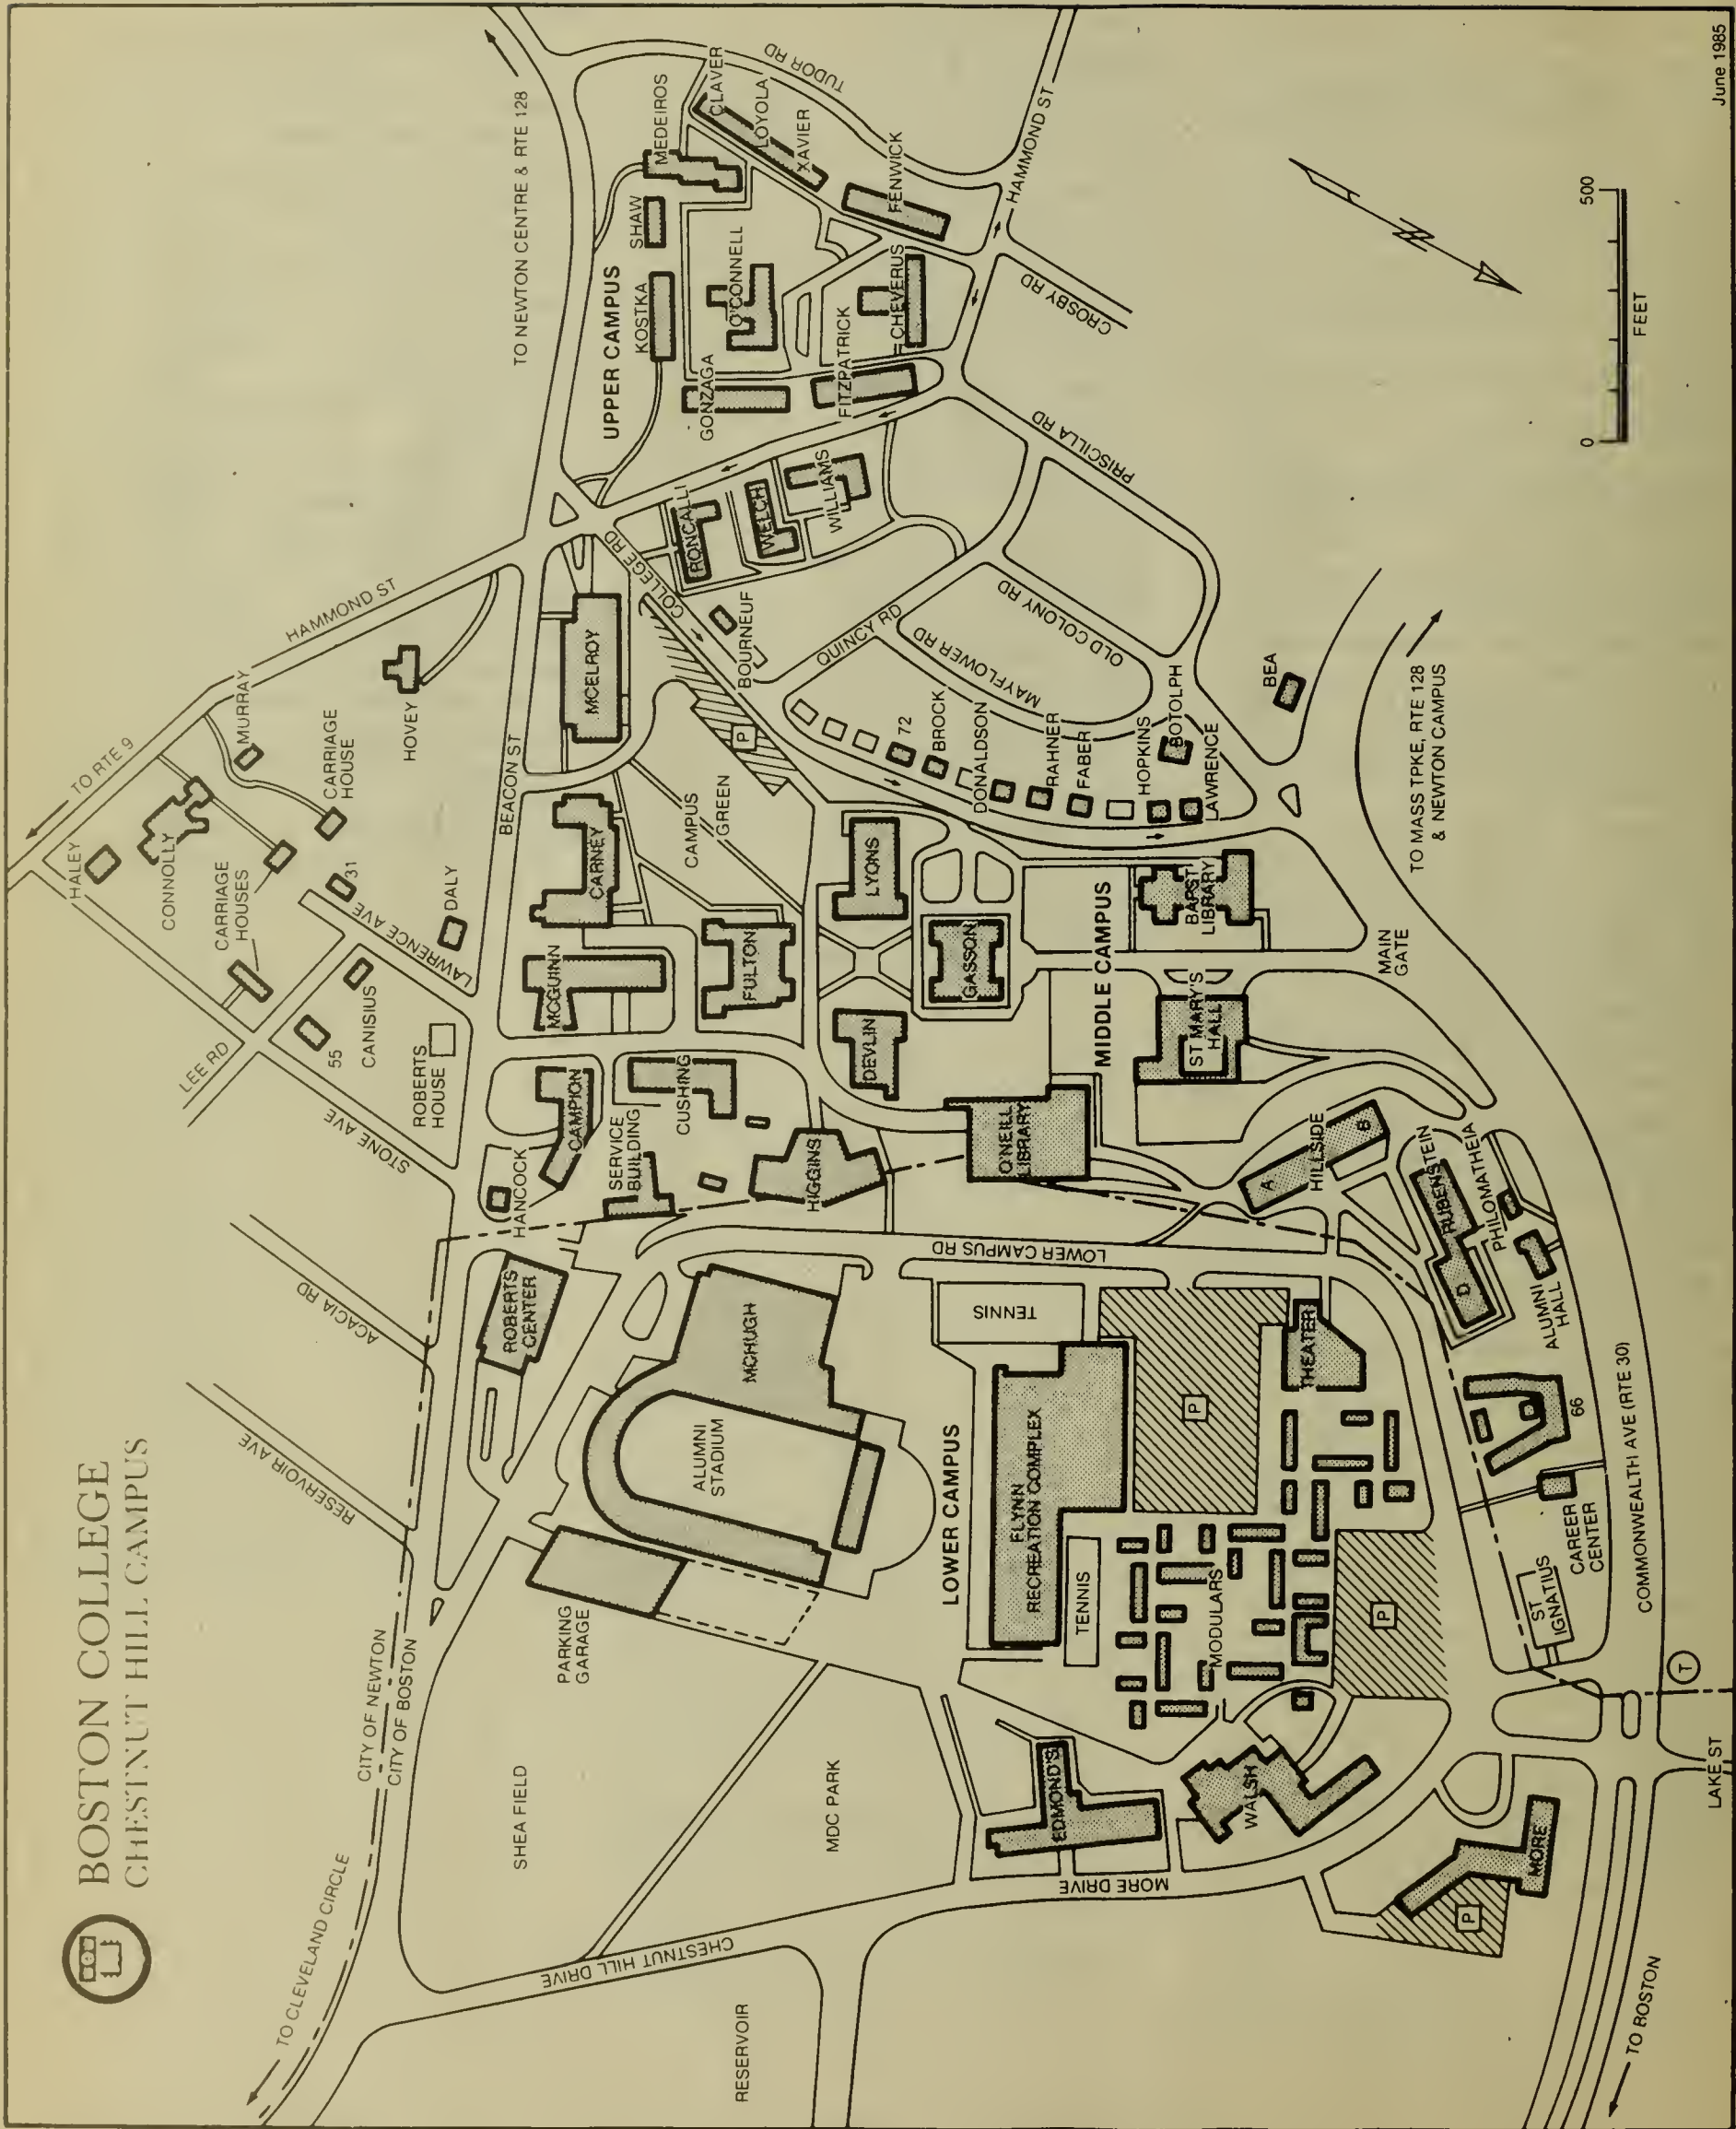 BOSTON COLLEGE
CHESTNUT HILL CAMPUS
TO CLEVELAND CIRCLE
CITY OF NEWTON
CITY OF BOSTON
RESERVOIR AVE
ACACIA RD
STONE AVE
LEE RD
55
CANISIUS
ROBERTS
HOUSE
CARRIAGE
HOUSES
HALEY
CONNOLLY
TO RTE 9
31
LAWRENCE AVE
DALY
CARRIAGE
HOUSE
MURRAY
HOVEY
HAMMOND ST
BEACON ST
TO NEWTON CENTRE & RTE 128
UPPER CAMPUS
KOSTKA
SHAW
MEDEIROS
CLAVER
LOYOLA
XAVIER
TUDOR RD
FENWICK
O'CONNELL
GONZAGA
FITZPATRICK
CHEVERUS
HAMMOND ST
CROSBY RD
PRISCILLA RD
RONCALLI
WELCH
WILLIAMS
COLLEGE RD
BOURNEUF
QUINCY RD
MAYFLOWER RD
OLD COLONY RD
72
BROCK
DONALDSON
RAHNER
FABER
HOPKINS
BOTOLPH
LAWRENCE
BEA
MCELROY
P
CAMPUS
GREEN
CARNEY
MCGUINN
FULTON
LYONS
GASSON
DEVLIN
MIDDLE CAMPUS
BAPST
LIBRARY
ST MARY'S
HALL
MAIN
GATE
TO MASS TPKE, RTE 128
& NEWTON CAMPUS
HANCOCK
CAMPION
SERVICE
BUILDING
CUSHING
HIGGINS
O'NEILL
LIBRARY
A
HILLSIDE
B
RUBENSTEIN
D
PHILOMATHEIA
ALUMNI
HALL
ROBERTS
CENTER
MCHUGH
ALUMNI
STADIUM
LOWER CAMPUS RD
TENNIS
LOWER CAMPUS
FLYNN
RECREATION COMPLEX
TENNIS
P
THEATER
MODULARS
P
66
CAREER
CENTER
ST
IGNATIUS
COMMONWEALTH AVE (RTE 30)
T
LAKE ST
PARKING
GARAGE
SHEA FIELD
MDC PARK
EDMOND'S
WALSH
MORE
P
MORE DRIVE
CHESTNUT HILL DRIVE
RESERVOIR
TO BOSTON
0
500
FEET
June 1985